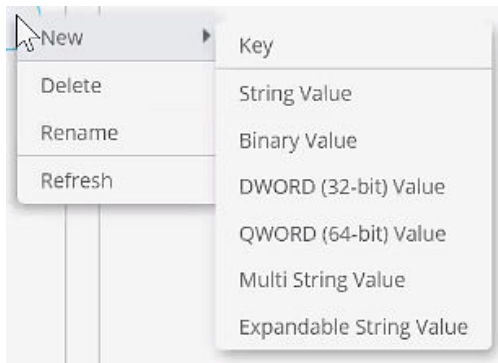 New
Delete
Rename
Refresh
Key
String Value
Binary Value
DWORD (32-bit) Value
QWORD (64-bit) Value
Multi String Value
Expandable String Value